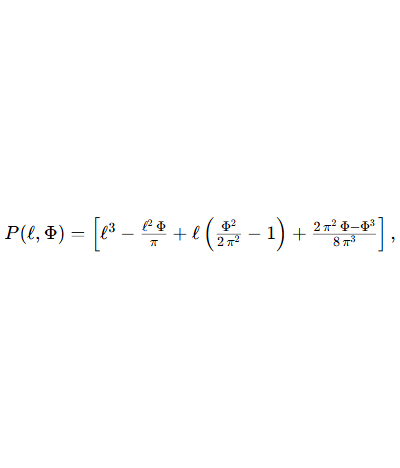 P(ℓ, Φ) = [ℓ³ − ℓ² Φ/π + ℓ (Φ²/(2 π²) − 1) + (2 π² Φ−Φ³)/(8 π³)],